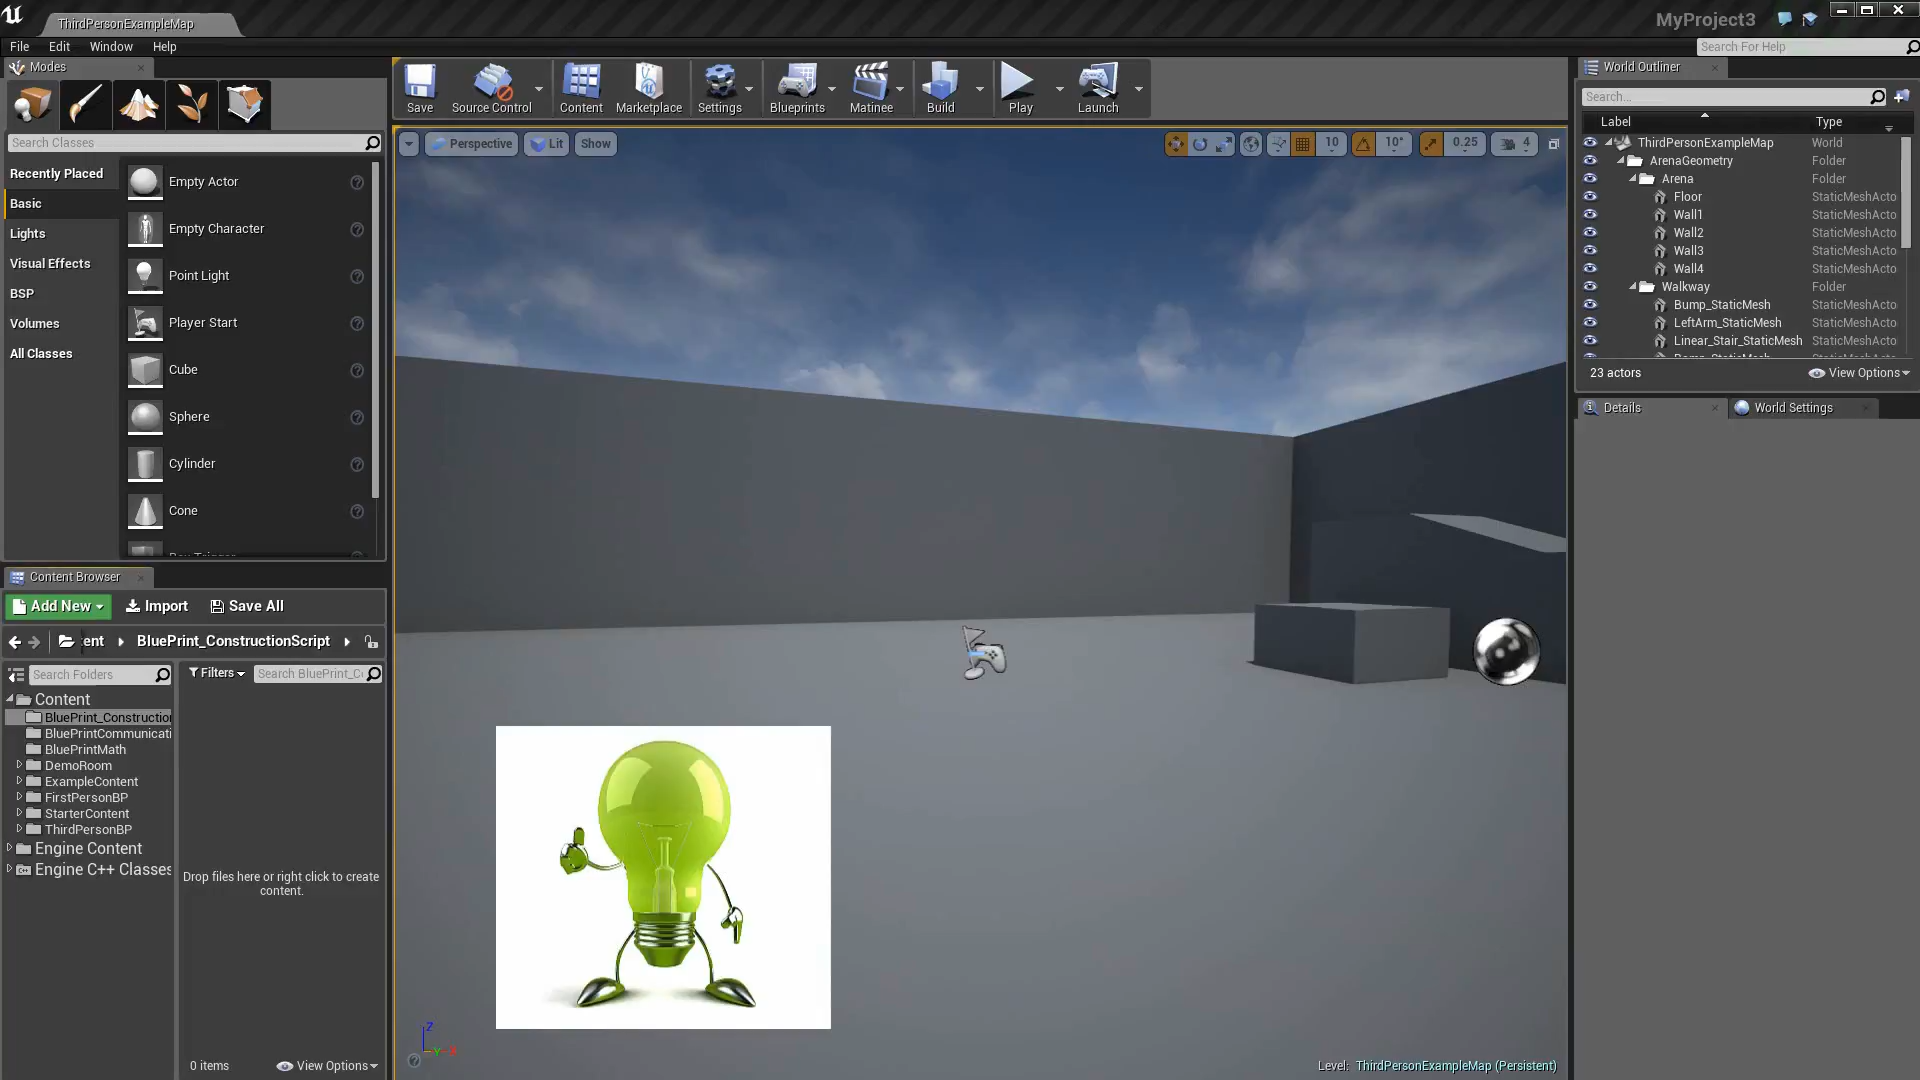 ThirdPersonExampleMap
MyProject3
File Edit Window Help
Search For Help
Modes
Search Classes
Recently Placed
Basic
Lights
Visual Effects
BSP
Volumes
All Classes
Empty Actor
Empty Character
Point Light
Player Start
Cube
Sphere
Cylinder
Cone
Save
Source Control
Content
Marketplace
Settings
Blueprints
Matinee
Build
Play
Launch
Perspective
Lit
Show
10
10°
0.25
4
World Outliner
Search...
Label Type
ThirdPersonExampleMap World
ArenaGeometry Folder
Arena Folder
Floor StaticMeshActo
Wall1 StaticMeshActo
Wall2 StaticMeshActo
Wall3 StaticMeshActo
Wall4 StaticMeshActo
Walkway Folder
Bump_StaticMesh StaticMeshActo
LeftArm_StaticMesh StaticMeshActo
Linear_Stair_StaticMesh StaticMeshActo
23 actors
View Options
Details
World Settings
Content Browser
Add New
Import
Save All
ent
BluePrint_ConstructionScript
Search Folders
Filters
Search BluePrint_C
Content
BluePrint_Construction
BluePrintCommunicati
BluePrintMath
DemoRoom
ExampleContent
FirstPersonBP
StarterContent
ThirdPersonBP
Engine Content
Engine C++ Classes
Drop files here or right click to create
content.
0 items
View Options
Z
Level: ThirdPersonExampleMap (Persistent)